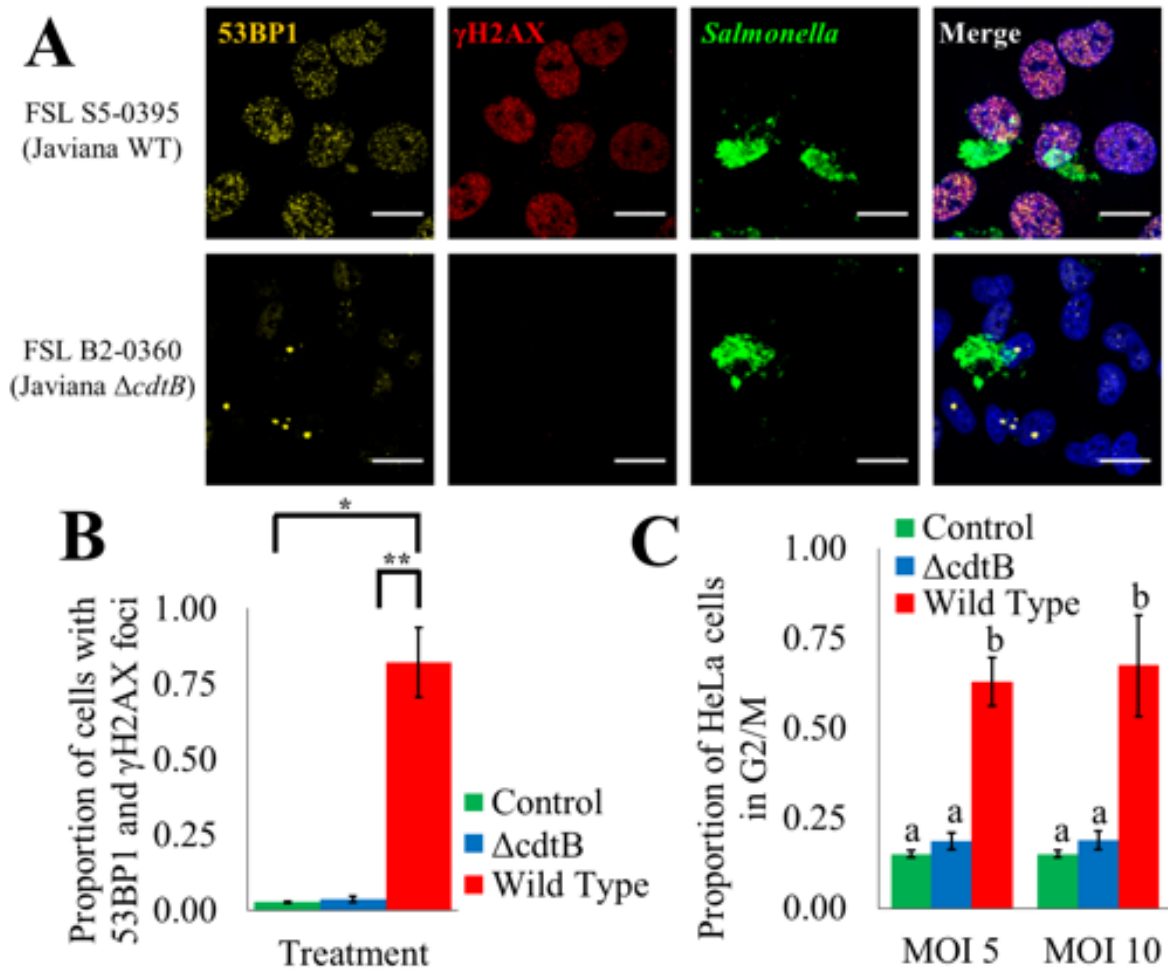 A
53BP1
γH2AX
Salmonella
Merge
FSL S5-0395
(Javiana WT)
FSL B2-0360
(Javiana ΔcdtB)
B
*
**
Proportion of cells with
53BP1 and γH2AX foci
1.00
0.75
0.50
0.25
0.00
Control
ΔcdtB
Wild Type
Treatment
C
Control
ΔcdtB
Wild Type
Proportion of HeLa cells
in G2/M
1.00
0.75
0.50
0.25
0.00
a
a
b
a
a
b
MOI 5
MOI 10